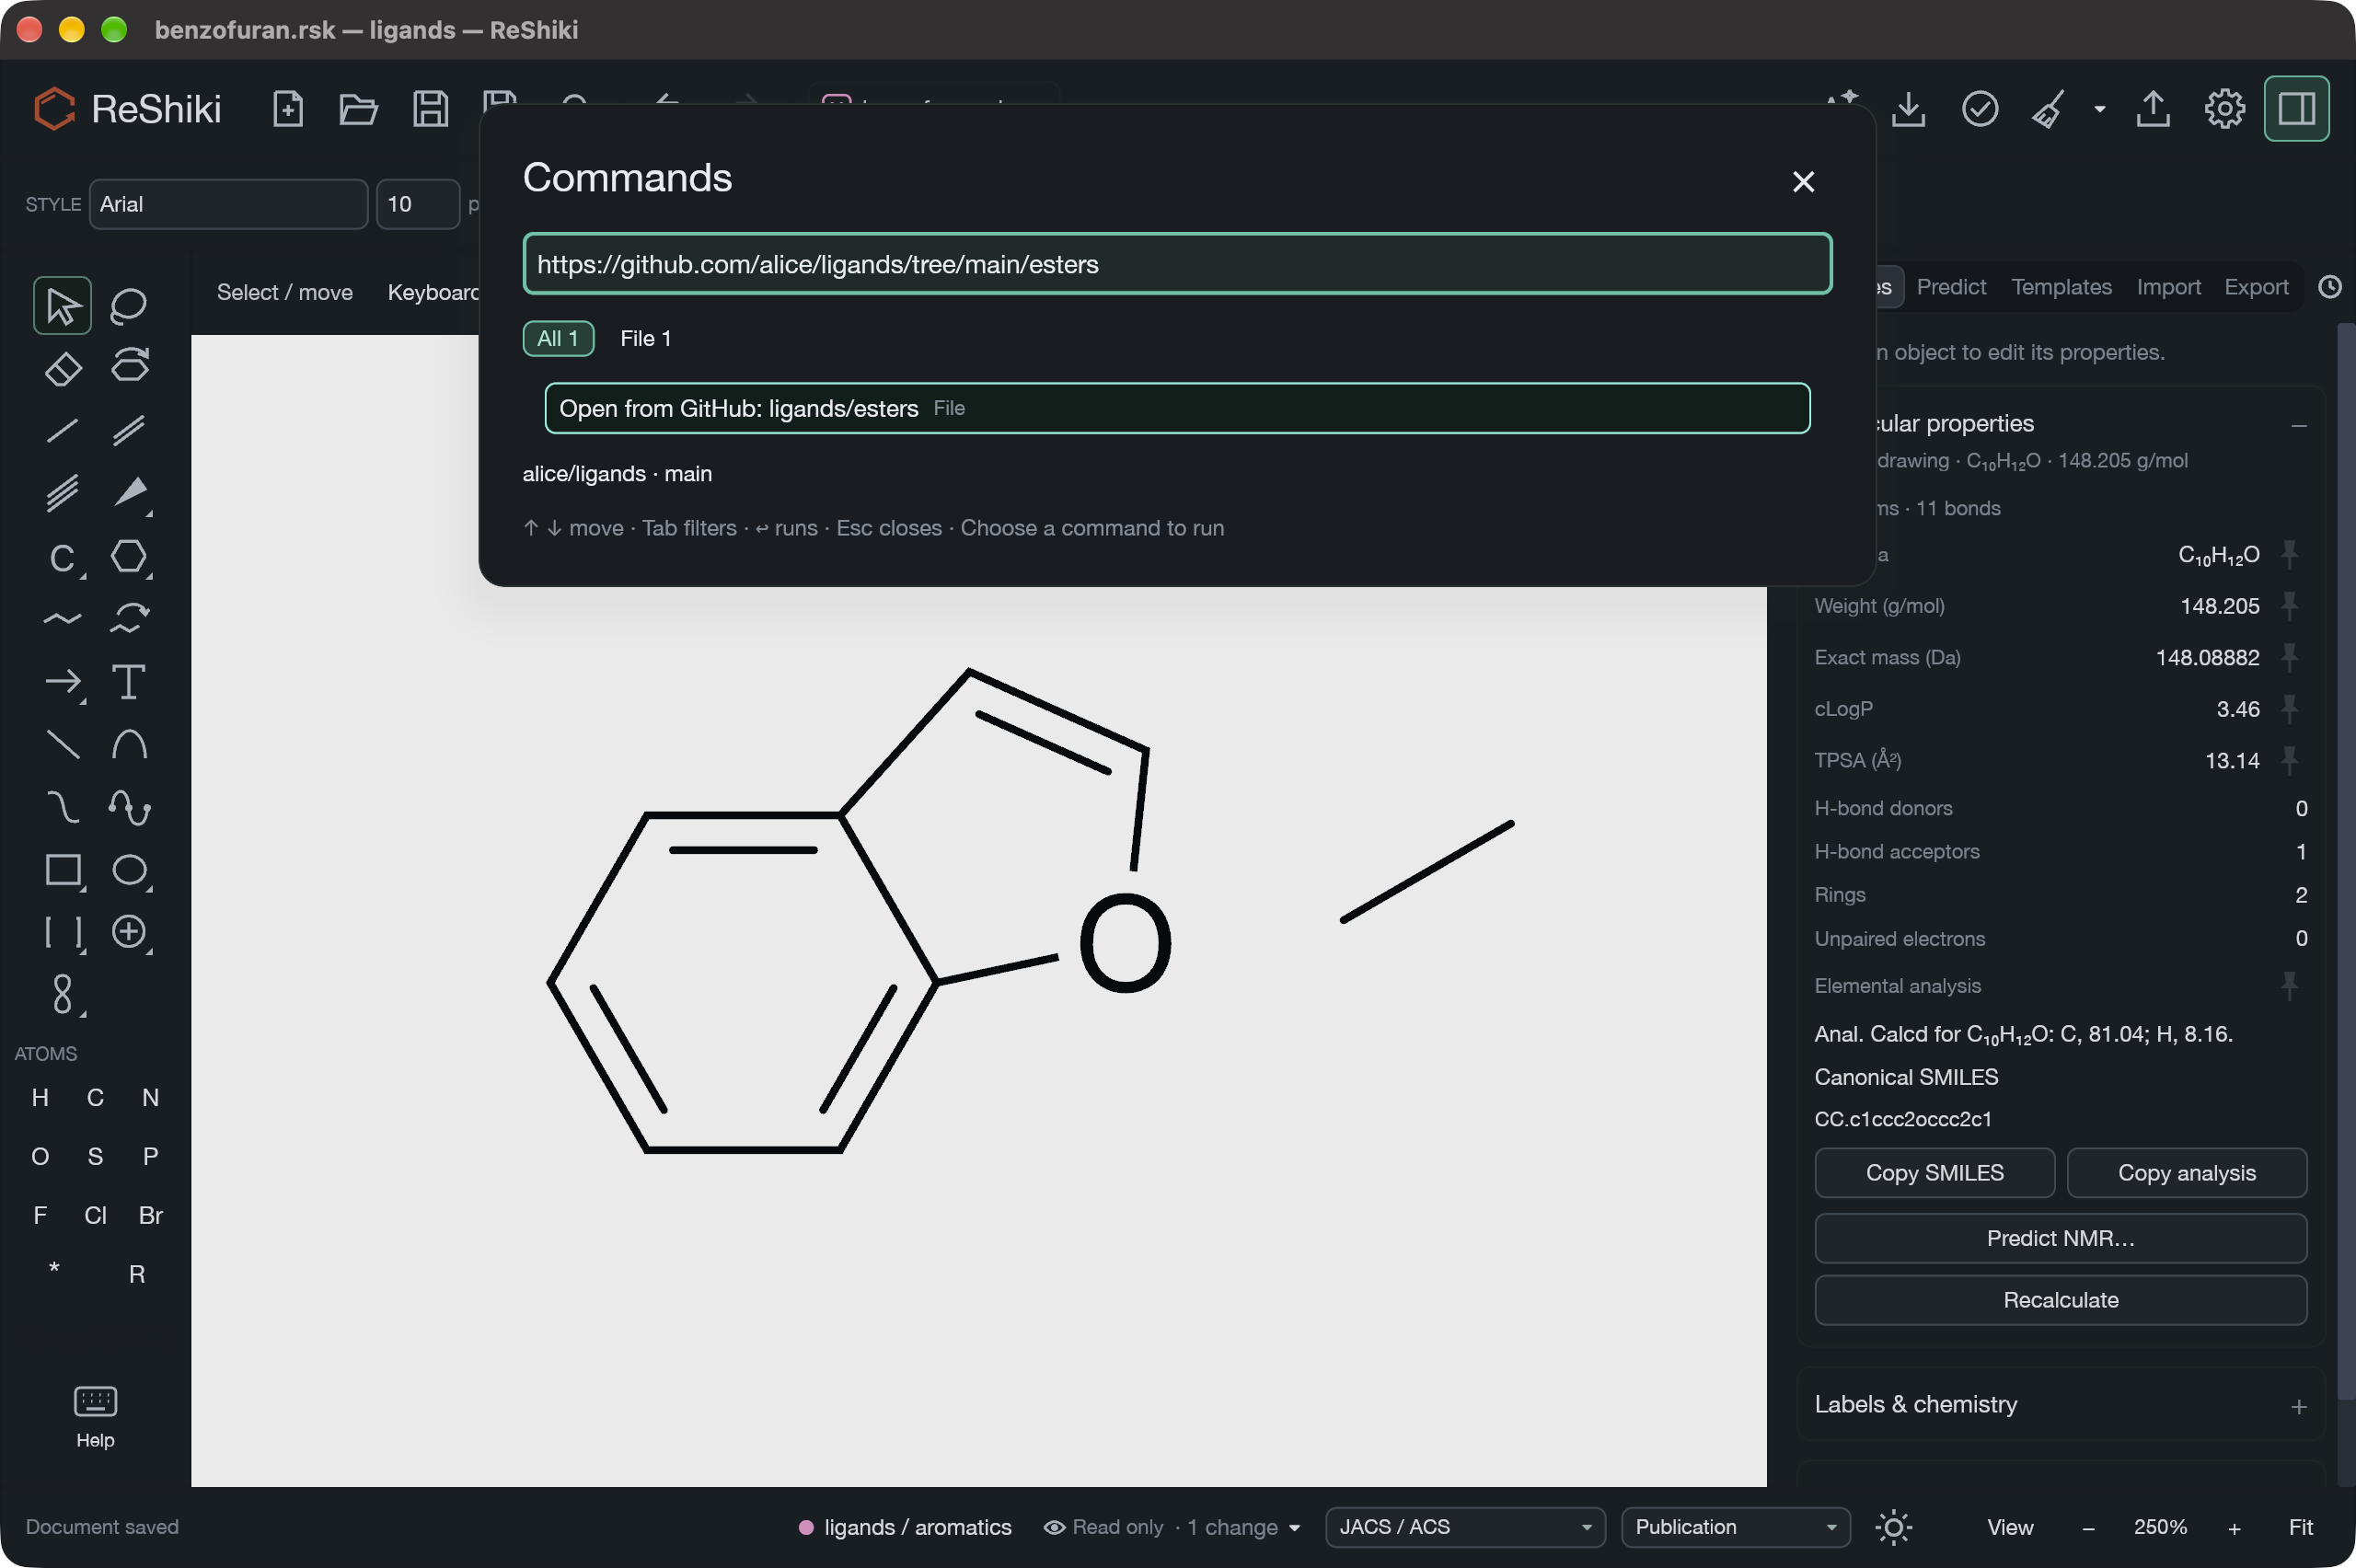 benzofuran.rsk — ligands — ReShiki
ReShiki
STYLE
Arial
10
Commands
https://github.com/alice/ligands/tree/main/esters
All 1
File 1
Open from GitHub: ligands/esters File
alice/ligands · main
↑ ↓ move · Tab filters · ↩ runs · Esc closes · Choose a command to run
Select / move
Predict
Templates
Import
Export
n object to edit its properties.
cular properties
drawing · C₁₀H₁₂O · 148.205 g/mol
ms · 11 bonds
C₁₀H₁₂O
Weight (g/mol) 148.205
Exact mass (Da) 148.08882
cLogP 3.46
TPSA (Å²) 13.14
H-bond donors 0
H-bond acceptors 1
Rings 2
Unpaired electrons 0
Elemental analysis
Anal. Calcd for C₁₀H₁₂O: C, 81.04; H, 8.16.
Canonical SMILES
CC.c1ccc2occc2c1
Copy SMILES
Copy analysis
Predict NMR...
Recalculate
Labels & chemistry
C
T
O
ATOMS
H C N
O S P
F Cl Br
* R
Help
Document saved
ligands / aromatics
Read only · 1 change
JACS / ACS
Publication
View
– 250% +
Fit